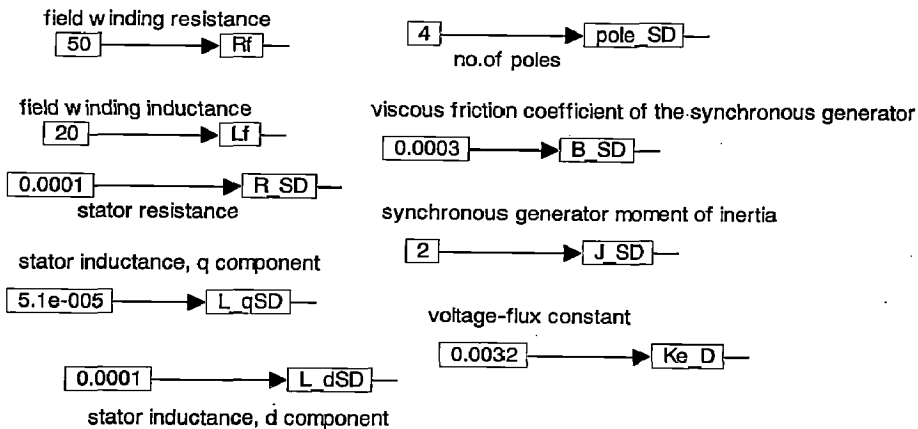 field winding resistance
50 Rf
field winding inductance
20 Lf
0.0001 R_SD
stator resistance
stator inductance, q component
5.1e-005 L_qSD
0.0001 L_dSD
stator inductance, d component
4 pole_SD
no.of poles
viscous friction coefficient of the synchronous generator
0.0003 B_SD
synchronous generator moment of inertia
2 J_SD
voltage-flux constant
0.0032 Ke_D